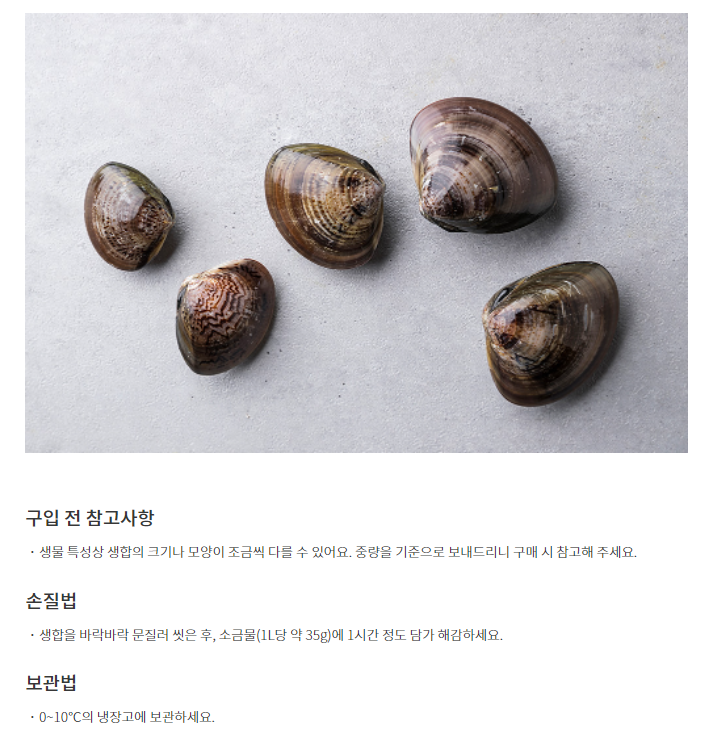 구입 전 참고사항
· 생물 특성상 생합의 크기나 모양이 조금씩 다를 수 있어요. 중량을 기준으로 보내드리니 구매 시 참고해 주세요.
손질법
· 생합을 바락바락 문질러 씻은 후, 소금물(1L당 약 35g)에 1시간 정도 담가 해감하세요.
보관법
· 0~10℃의 냉장고에 보관하세요.